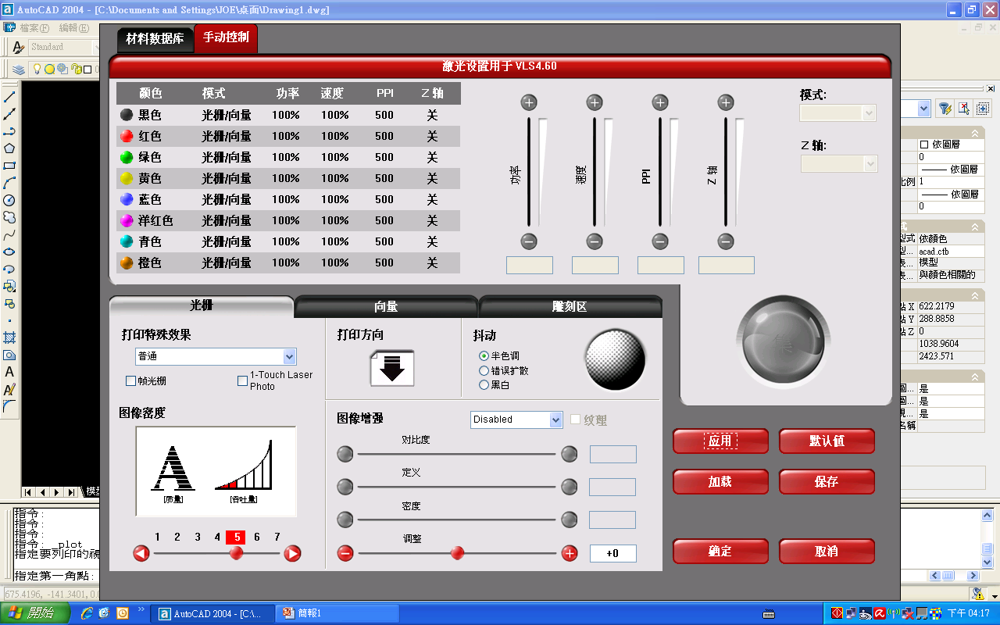 AutoCAD 2004 - [C:\Documents and Settings\JOE\桌面\Drawing1.dwg]
檔案(F) 編輯(E)
Standard
材料数据库 手动控制
激光设置用于 VLS4.60
颜色 模式 功率 速度 PPI Z 轴
黑色 光栅/向量 100% 100% 500 关
红色 光栅/向量 100% 100% 500 关
绿色 光栅/向量 100% 100% 500 关
黄色 光栅/向量 100% 100% 500 关
蓝色 光栅/向量 100% 100% 500 关
洋红色 光栅/向量 100% 100% 500 关
青色 光栅/向量 100% 100% 500 关
橙色 光栅/向量 100% 100% 500 关
功率 速度 PPI Z 轴
模式:
Z 轴:
依圖層
0
依圖層
比例 1
依圖層
0
式
型式 依顏色
型... acad.ctb
表... 模型
表... 與顏色相關的
點 X 622.2179
點 Y 288.8858
點 Z 0
1038.9604
2423.571
圖... 是
圖... 是
現... 是
名稱
光栅 向量 雕刻区
打印特殊效果
普通
帧光栅
1-Touch Laser
Photo
打印方向
抖动
半色调
错误扩散
黑白
图像密度
A
[质量] [吞吐量]
1 2 3 4 5 6 7
图像增强 Disabled 纹理
对比度
定义
密度
调整
+0
应用 默认值
加载 保存
确定 取消
模型
指令:
指令:
指令:
指令: _plot
指定要列印的視
指定第一角點:
675.4196, -141.3401, 0.0
開始
AutoCAD 2004 - [C:\...
簡報1
下午 04:17